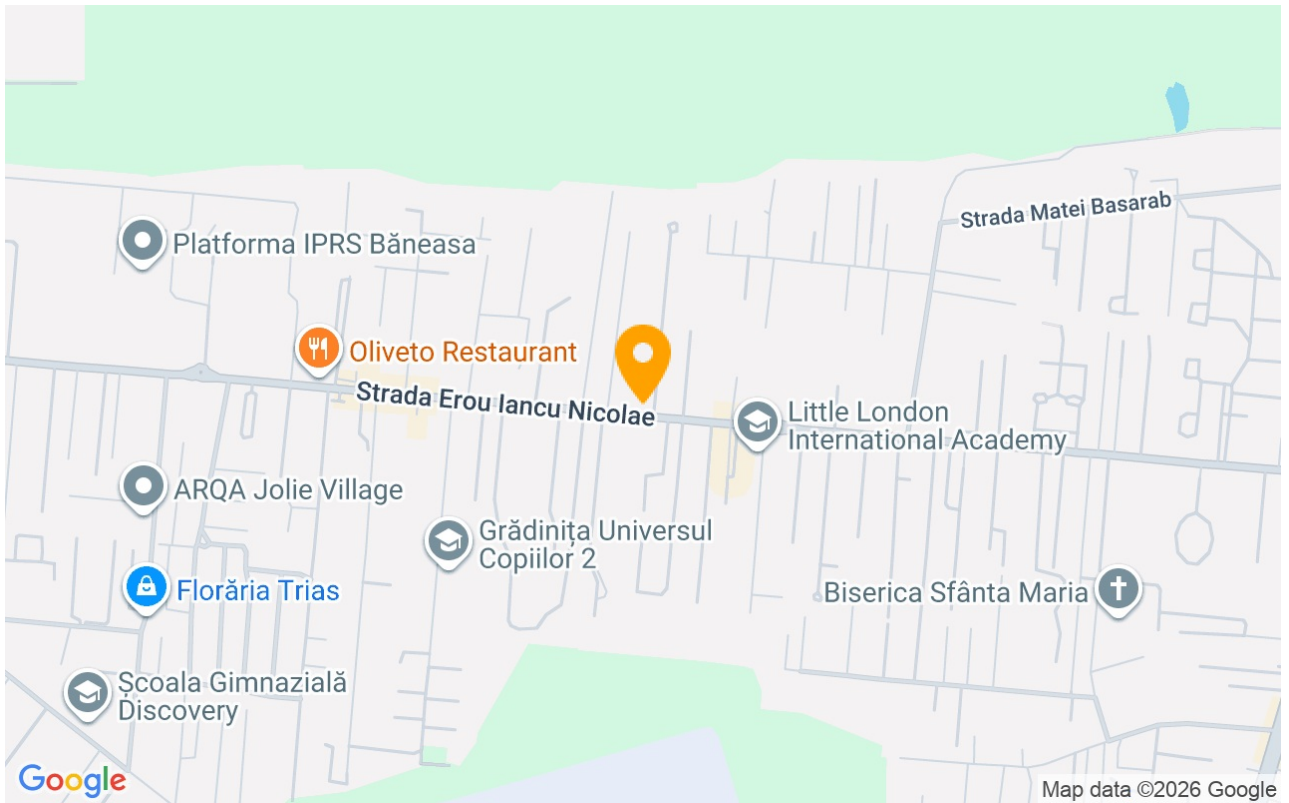 Strada Matei Basarab
Platforma IPRS Băneasa
Oliveto Restaurant
Strada Erou Iancu Nicolae
Little London
International Academy
ARQA Jolie Village
Grădinița Universul
Copiilor 2
Florăria Trias
Biserica Sfânta Maria
Școala Gimnazială
Discovery
Google
Map data ©2026 Google